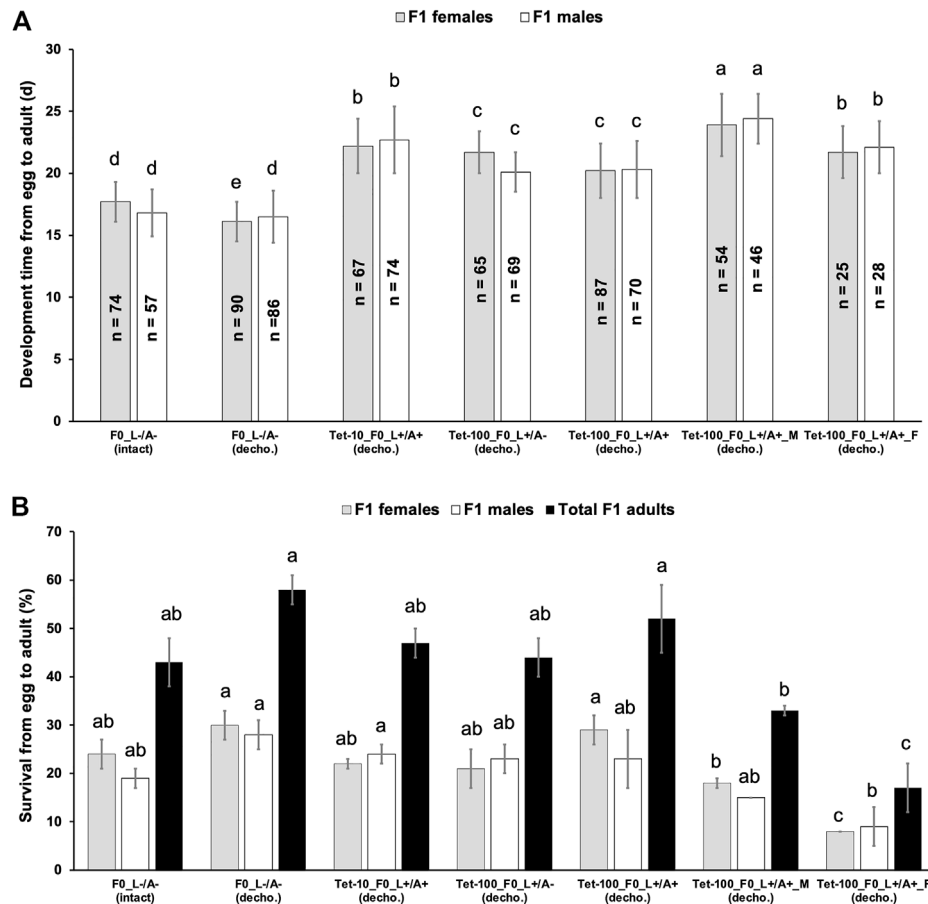 A
F1 females F1 males
Development time from egg to adult (d)
30
25
20
15
10
5
0
d d e d b b c c c c a a b b
n = 74 n = 57 n = 90 n =86 n = 67 n = 74 n = 65 n = 69 n = 87 n = 70 n = 54 n = 46 n = 25 n = 28
F0_L-/A- F0_L-/A- Tet-10_F0_L+/A+ Tet-100_F0_L+/A- Tet-100_F0_L+/A+ Tet-100_F0_L+/A+_M Tet-100_F0_L+/A+_F
(intact) (decho.) (decho.) (decho.) (decho.) (decho.) (decho.)
B
F1 females F1 males Total F1 adults
Survival from egg to adult (%)
70
60
50
40
30
20
10
0
ab ab ab a a a ab a ab ab ab ab a ab a b ab b c b c
F0_L-/A- F0_L-/A- Tet-10_F0_L+/A+ Tet-100_F0_L+/A- Tet-100_F0_L+/A+ Tet-100_F0_L+/A+_M Tet-100_F0_L+/A+_F
(intact) (decho.) (decho.) (decho.) (decho.) (decho.) (decho.)